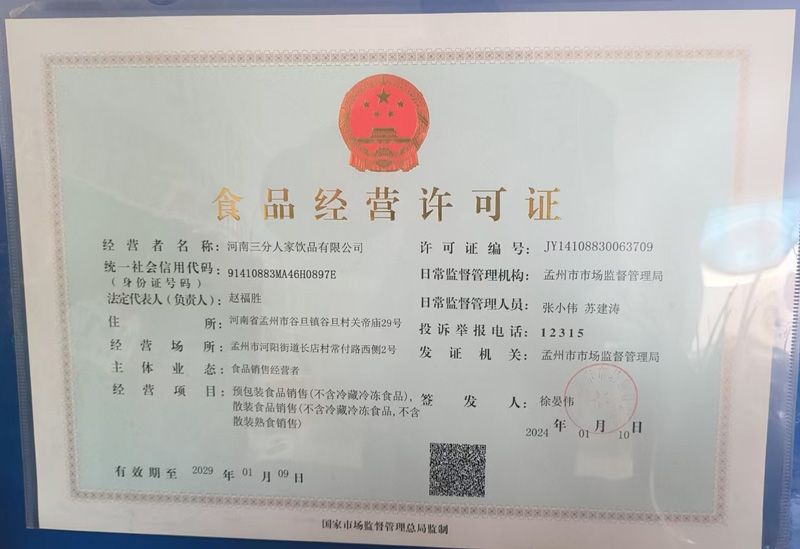 食品经营许可证
经营者名称：河南三分人家饮品有限公司
统一社会信用代码：91410883MA46H0897E
（身份证号码）
法定代表人（负责人）：赵福胜
住所：河南省孟州市谷旦镇谷旦村关帝庙29号
经营场所：孟州市河阳街道长店村常付路西侧2号
主体业态：食品销售经营者
经营项目：预包装食品销售(不含冷藏冷冻食品),
散装食品销售(不含冷藏冷冻食品,不含
散装熟食销售)
许可证编号：JY14108830063709
日常监督管理机构：孟州市市场监督管理局
日常监督管理人员：张小伟 苏建涛
投诉举报电话：12315
发证机关：孟州市市场监督管理局
签发人：徐晏伟
2024年01月10日
有效期至 2029年01月09日
国家市场监督管理总局监制